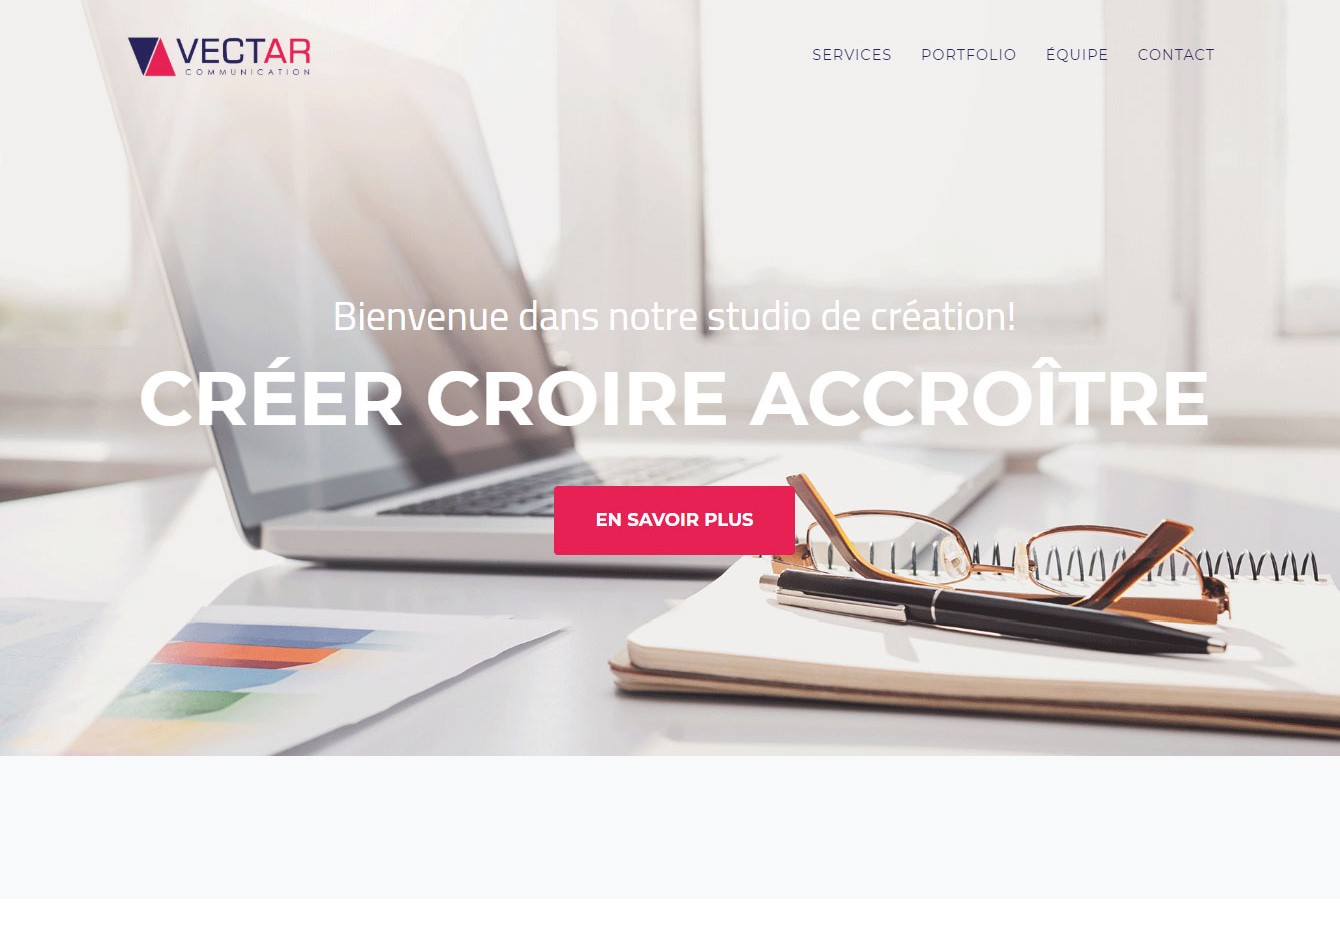 VECTAR
COMMUNICATION
SERVICES PORTFOLIO ÉQUIPE CONTACT
Bienvenue dans notre studio de création!
CRÉER CROIRE ACCROÎTRE
EN SAVOIR PLUS